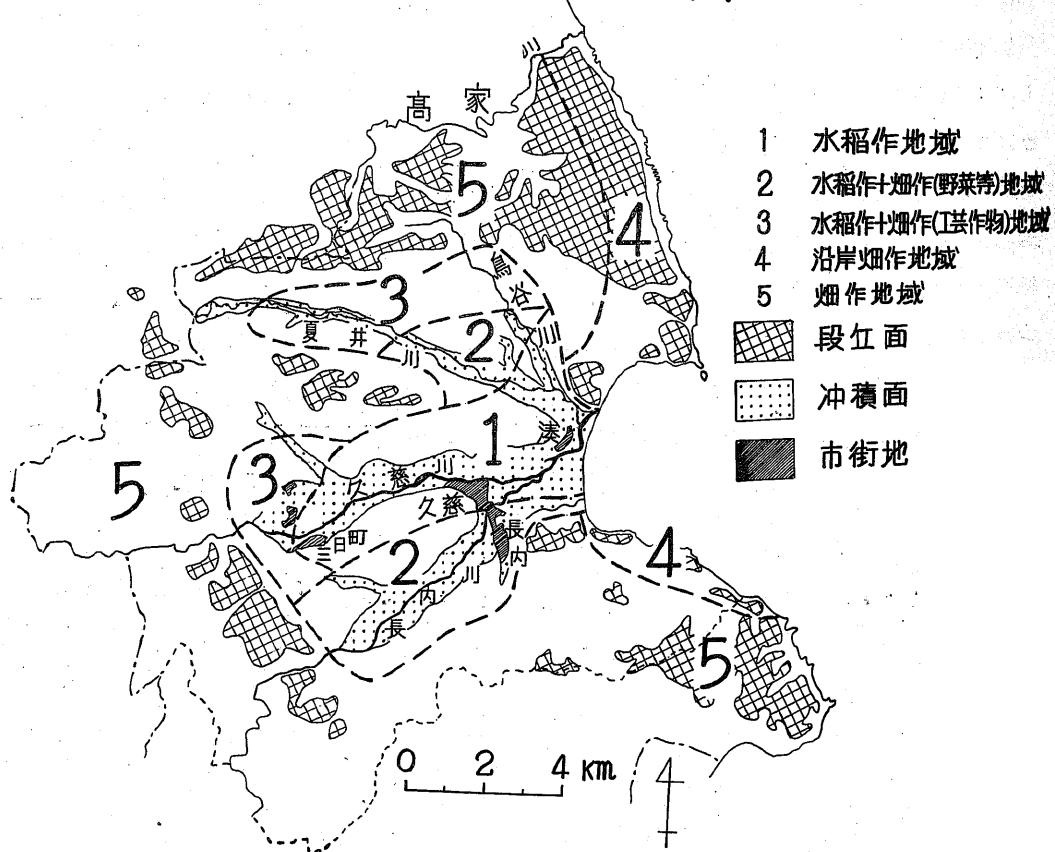 川
高家
5
4
鳥谷川
3
夏井川
2
1
湊
久慈川
5
3
久慈
三日町
長内
2
長内川
4
5
0 2 4 Km
1 水稲作地域
2 水稲作+畑作(野菜等)地域
3 水稲作+畑作(工芸作物)地域
4 沿岸畑作地域
5 畑作地域
段丘面
冲積面
市街地